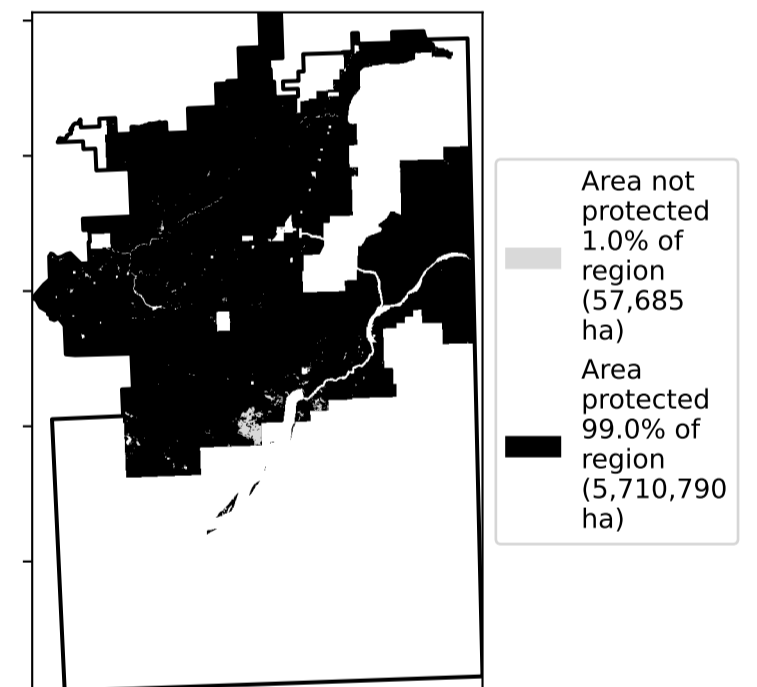 Area not
protected
1.0% of
region
(57,685
ha)
Area
protected
99.0% of
region
(5,710,790
ha)